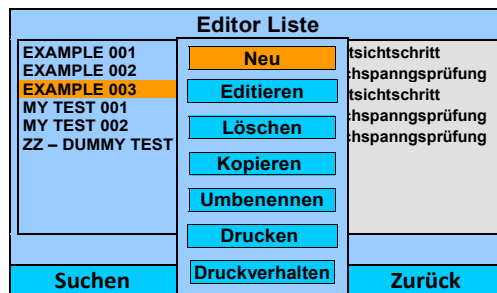 Editor Liste
EXAMPLE 001
EXAMPLE 002
EXAMPLE 003
MY TEST 001
MY TEST 002
ZZ – DUMMY TEST
Neu
Editieren
Löschen
Kopieren
Umbenennen
Drucken
Druckverhalten
tsichtschritt
chspanngsprüfung
tsichtschritt
chspanngsprüfung
chspanngsprüfung
Suchen
Zurück